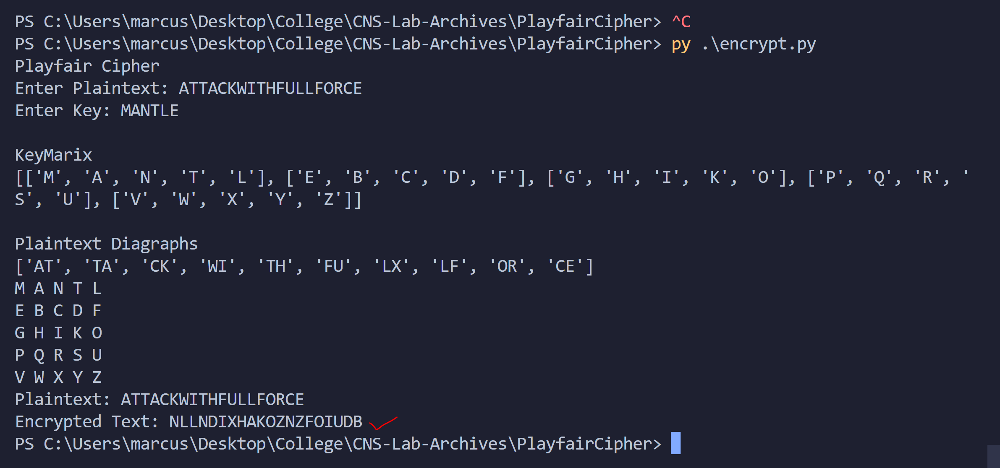 PS C:\Users\marcus\Desktop\College\CNS-Lab-Archives\PlayfairCipher> ^C
PS C:\Users\marcus\Desktop\College\CNS-Lab-Archives\PlayfairCipher> py .\encrypt.py
Playfair Cipher
Enter Plaintext: ATTACKWITHFULLFORCE
Enter Key: MANTLE
KeyMarix
[['M', 'A', 'N', 'T', 'L'], ['E', 'B', 'C', 'D', 'F'], ['G', 'H', 'I', 'K', 'O'], ['P', 'Q', 'R', '
S', 'U'], ['V', 'W', 'X', 'Y', 'Z']]
Plaintext Diagraphs
['AT', 'TA', 'CK', 'WI', 'TH', 'FU', 'LX', 'LF', 'OR', 'CE']
M A N T L
E B C D F
G H I K O
P Q R S U
V W X Y Z
Plaintext: ATTACKWITHFULLFORCE
Encrypted Text: NLLNDIXHAKOZNZFOIUDB
PS C:\Users\marcus\Desktop\College\CNS-Lab-Archives\PlayfairCipher>